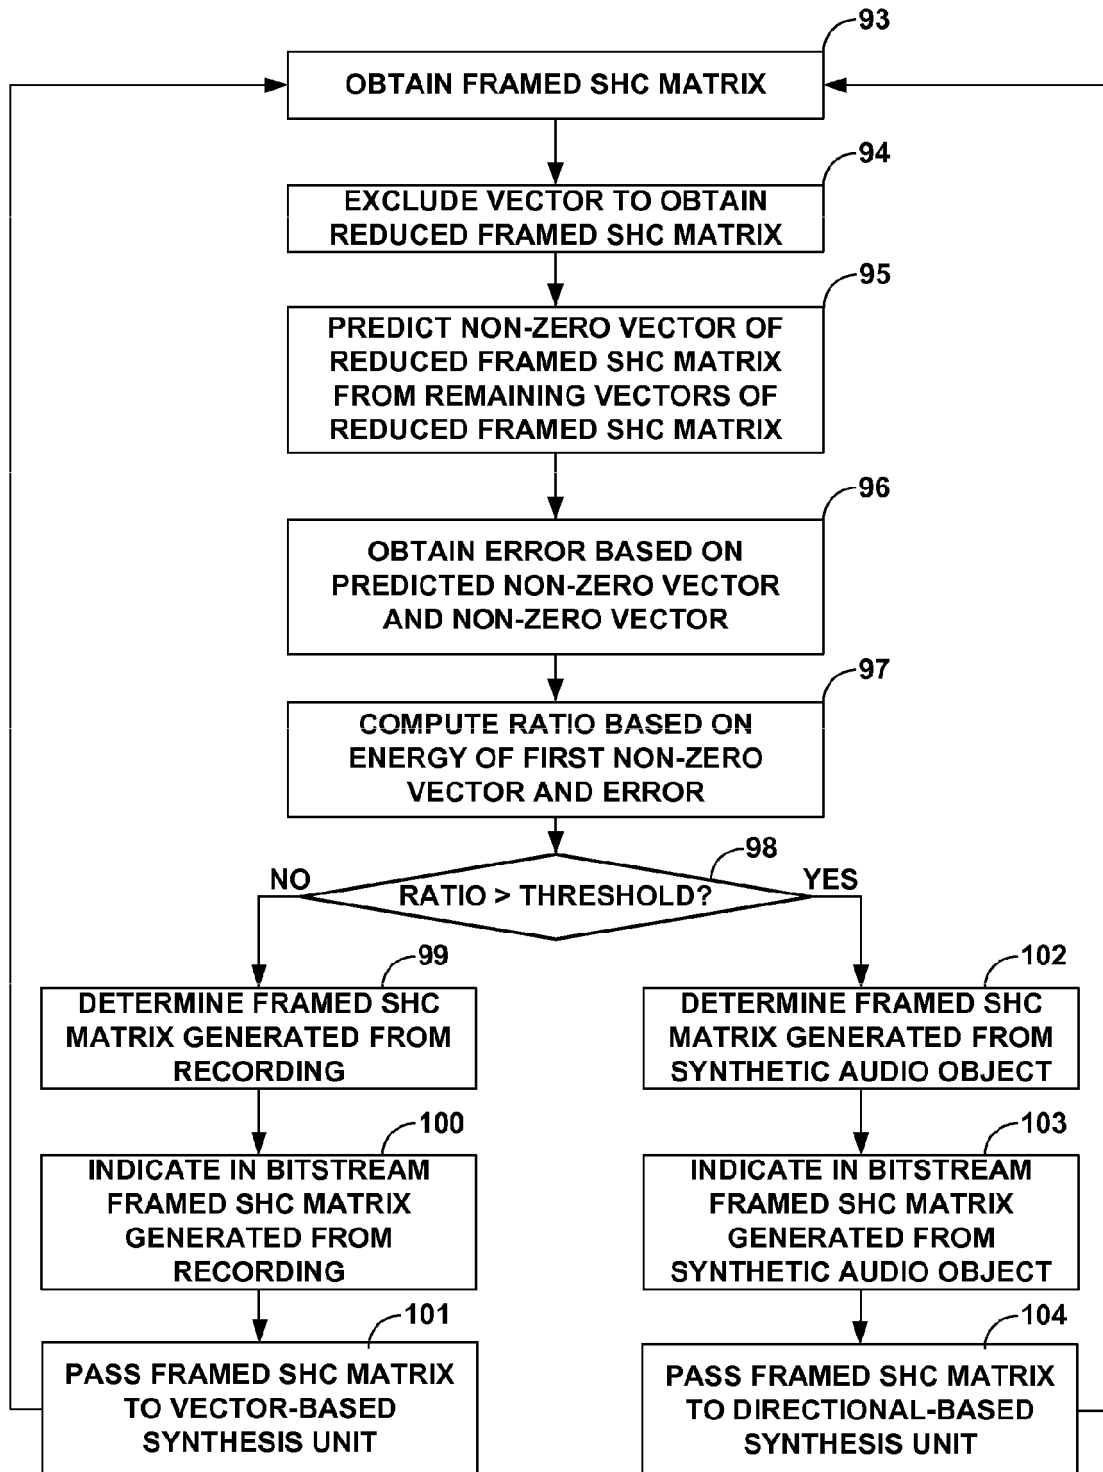 93
OBTAIN FRAMED SHC MATRIX
94
EXCLUDE VECTOR TO OBTAIN
REDUCED FRAMED SHC MATRIX
95
PREDICT NON-ZERO VECTOR OF
REDUCED FRAMED SHC MATRIX
FROM REMAINING VECTORS OF
REDUCED FRAMED SHC MATRIX
96
OBTAIN ERROR BASED ON
PREDICTED NON-ZERO VECTOR
AND NON-ZERO VECTOR
97
COMPUTE RATIO BASED ON
ENERGY OF FIRST NON-ZERO
VECTOR AND ERROR
98
NO
RATIO > THRESHOLD?
YES
99
DETERMINE FRAMED SHC
MATRIX GENERATED FROM
RECORDING
100
INDICATE IN BITSTREAM
FRAMED SHC MATRIX
GENERATED FROM
RECORDING
101
PASS FRAMED SHC MATRIX
TO VECTOR-BASED
SYNTHESIS UNIT
102
DETERMINE FRAMED SHC
MATRIX GENERATED FROM
SYNTHETIC AUDIO OBJECT
103
INDICATE IN BITSTREAM
FRAMED SHC MATRIX
GENERATED FROM
SYNTHETIC AUDIO OBJECT
104
PASS FRAMED SHC MATRIX
TO DIRECTIONAL-BASED
SYNTHESIS UNIT